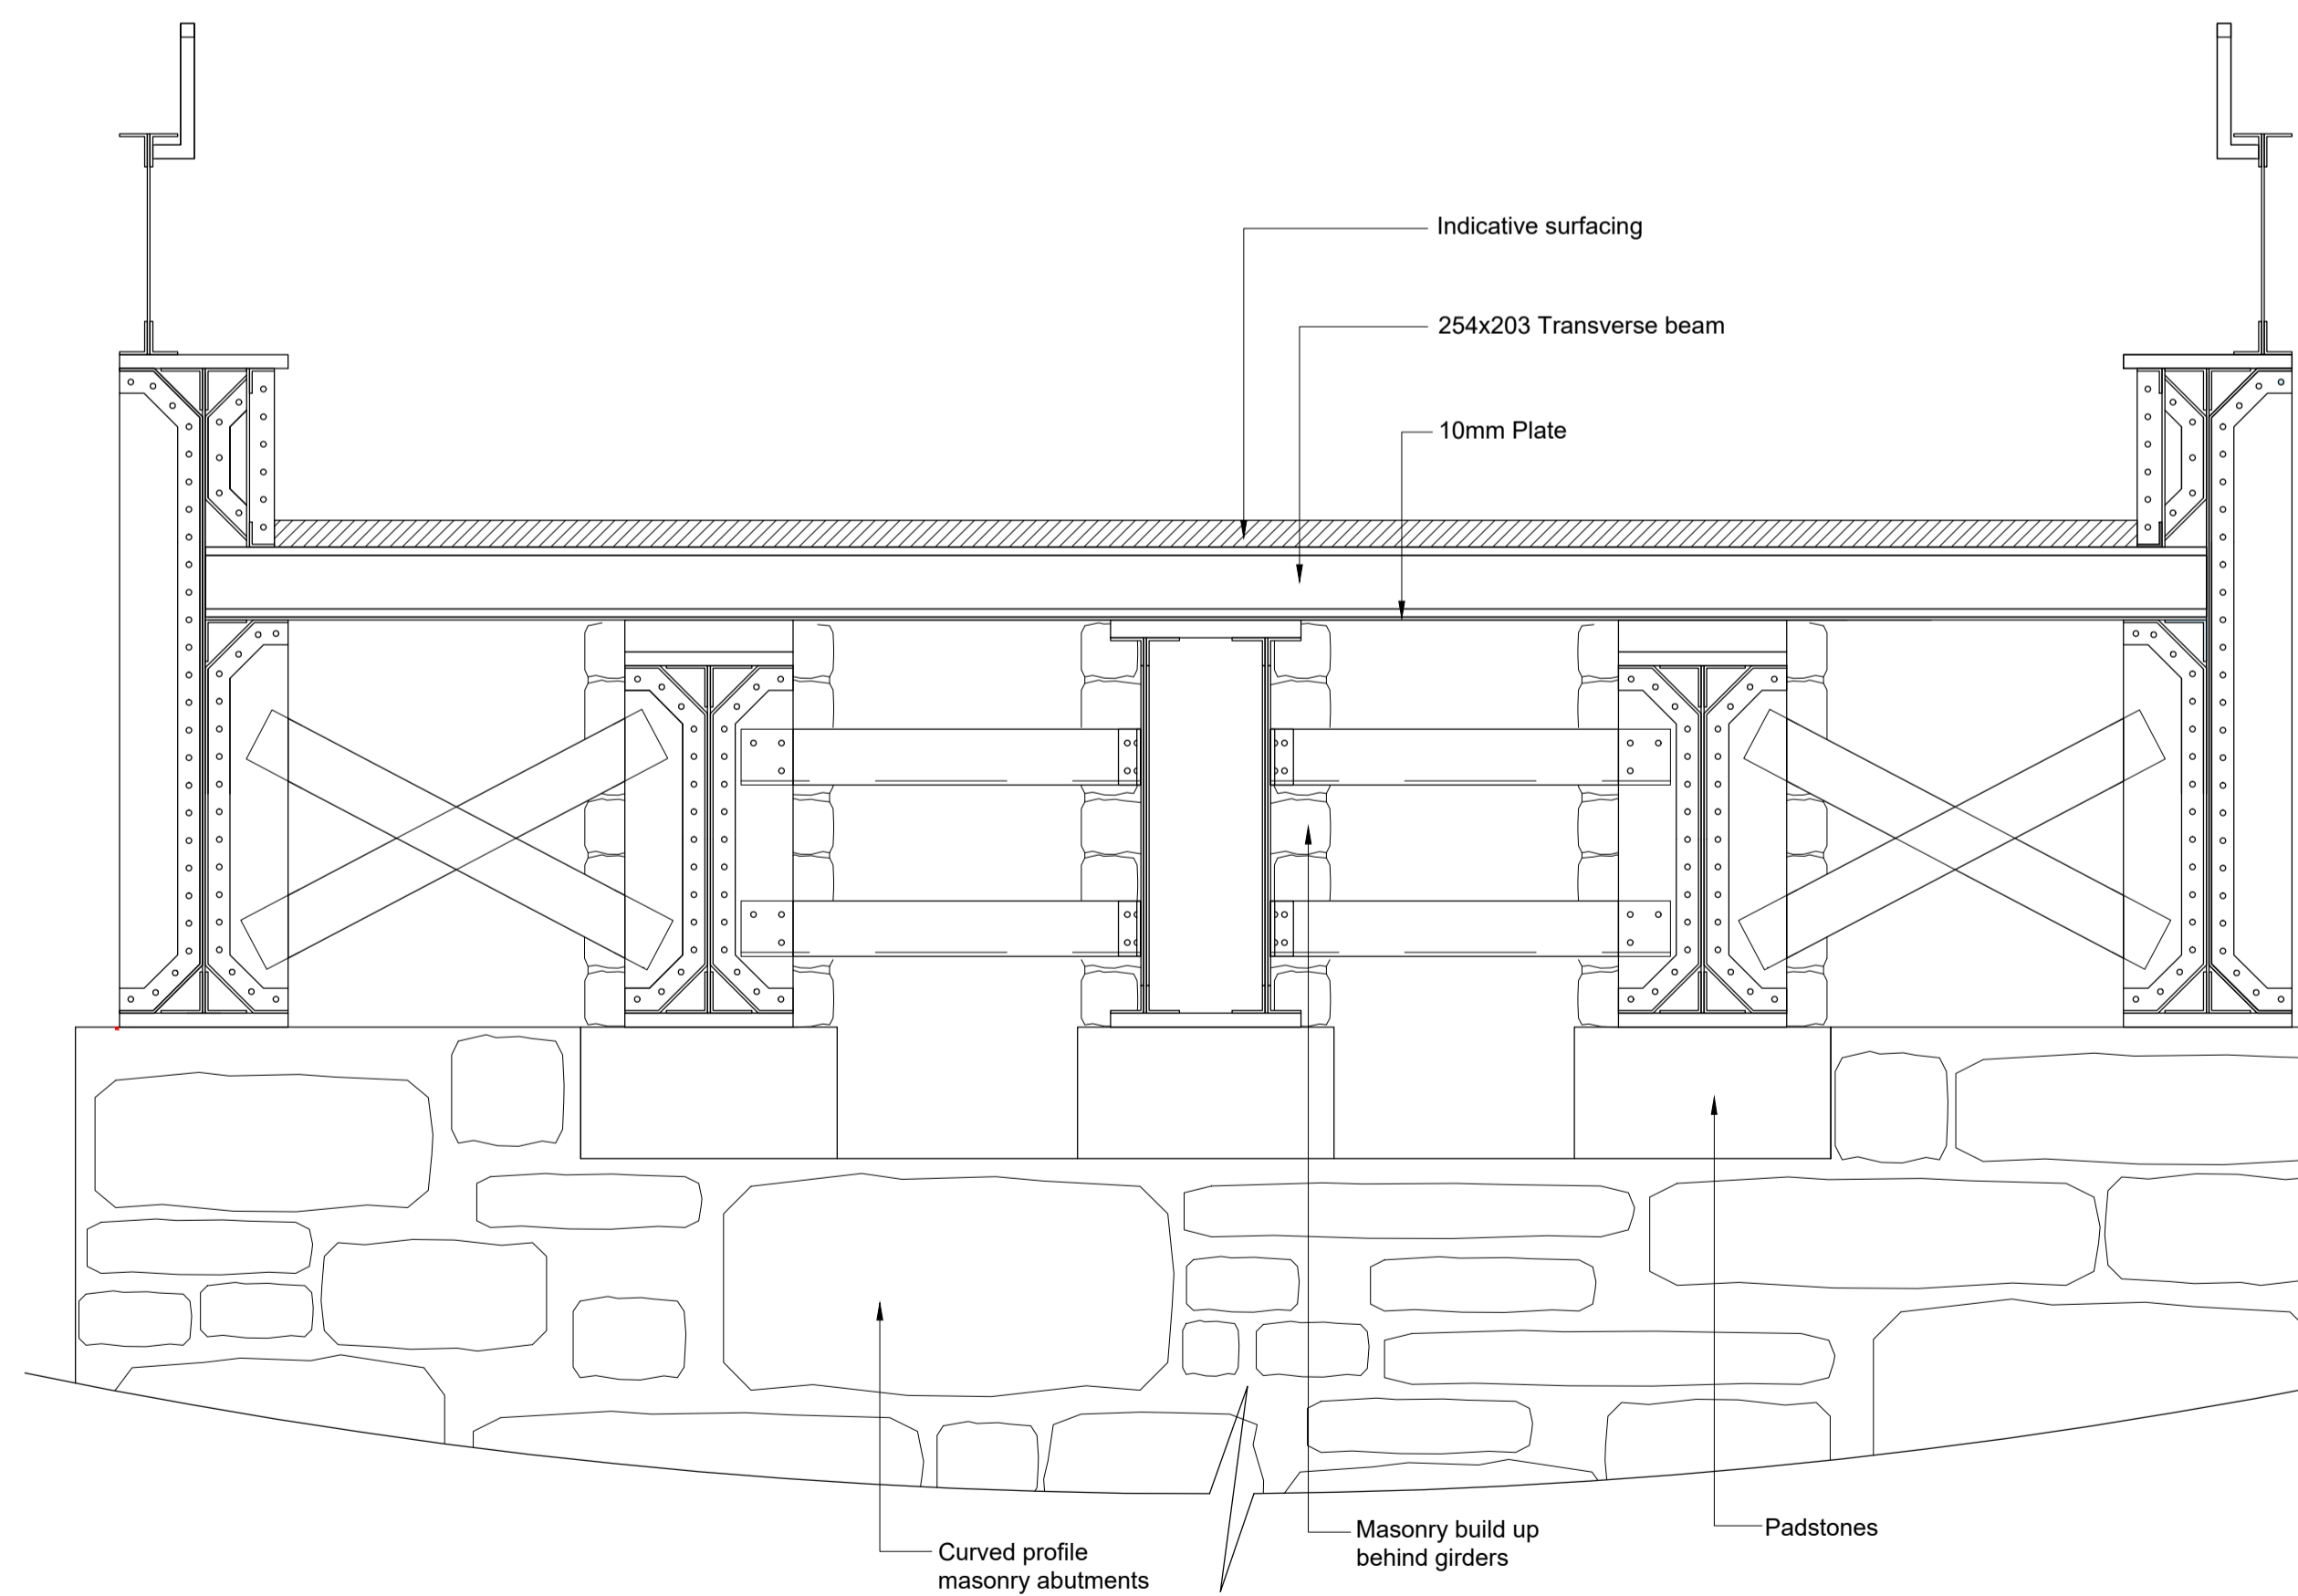 Indicative surfacing
254x203 Transverse beam
10mm Plate
Curved profile
masonry abutments
Masonry build up
behind girders
Padstones